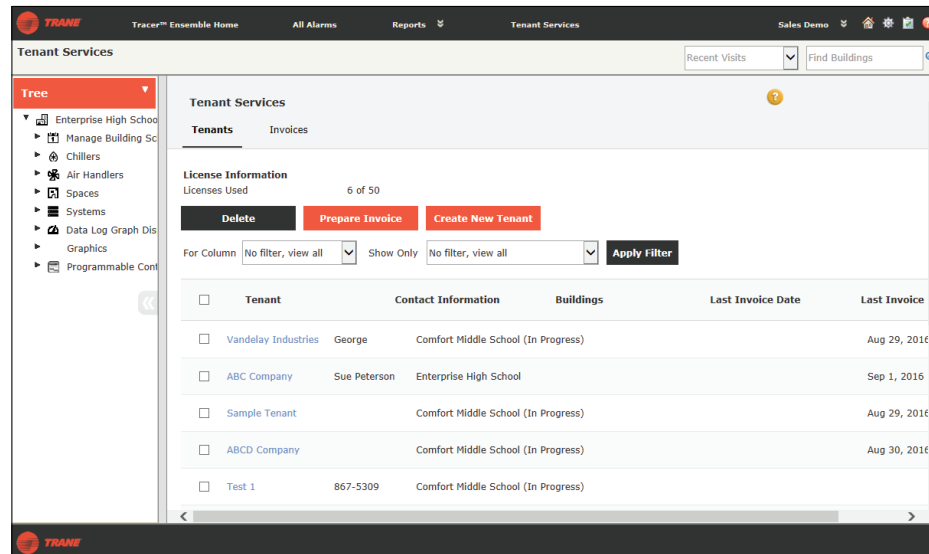 TRANE Tracer™ Ensemble Home All Alarms Reports Tenant Services Sales Demo
Tenant Services
Recent Visits Find Buildings
Tree
Enterprise High Schoo
Manage Building Sc
Chillers
Air Handlers
Spaces
Systems
Data Log Graph Dis
Graphics
Programmable Cont
Tenant Services ?
Tenants Invoices
License Information
Licenses Used 6 of 50
Delete Prepare Invoice Create New Tenant
For Column No filter, view all Show Only No filter, view all Apply Filter
Tenant Contact Information Buildings Last Invoice Date Last Invoice
Vandelay Industries George Comfort Middle School (In Progress) Aug 29, 2016
ABC Company Sue Peterson Enterprise High School Sep 1, 2016
Sample Tenant Comfort Middle School (In Progress) Aug 29, 2016
ABCD Company Comfort Middle School (In Progress) Aug 30, 2016
Test 1 867-5309 Comfort Middle School (In Progress)
TRANE